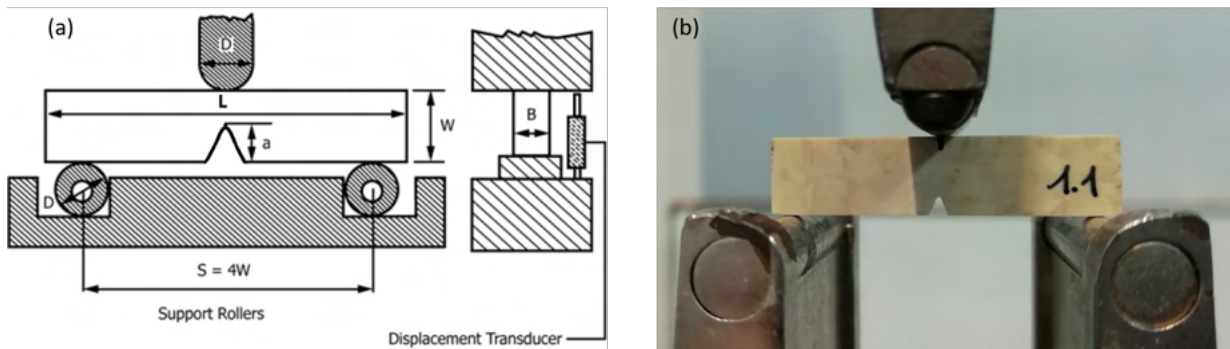 (a)
D
L
W
a
B
D
S = 4W
Support Rollers
Displacement Transducer
(b)
1.1